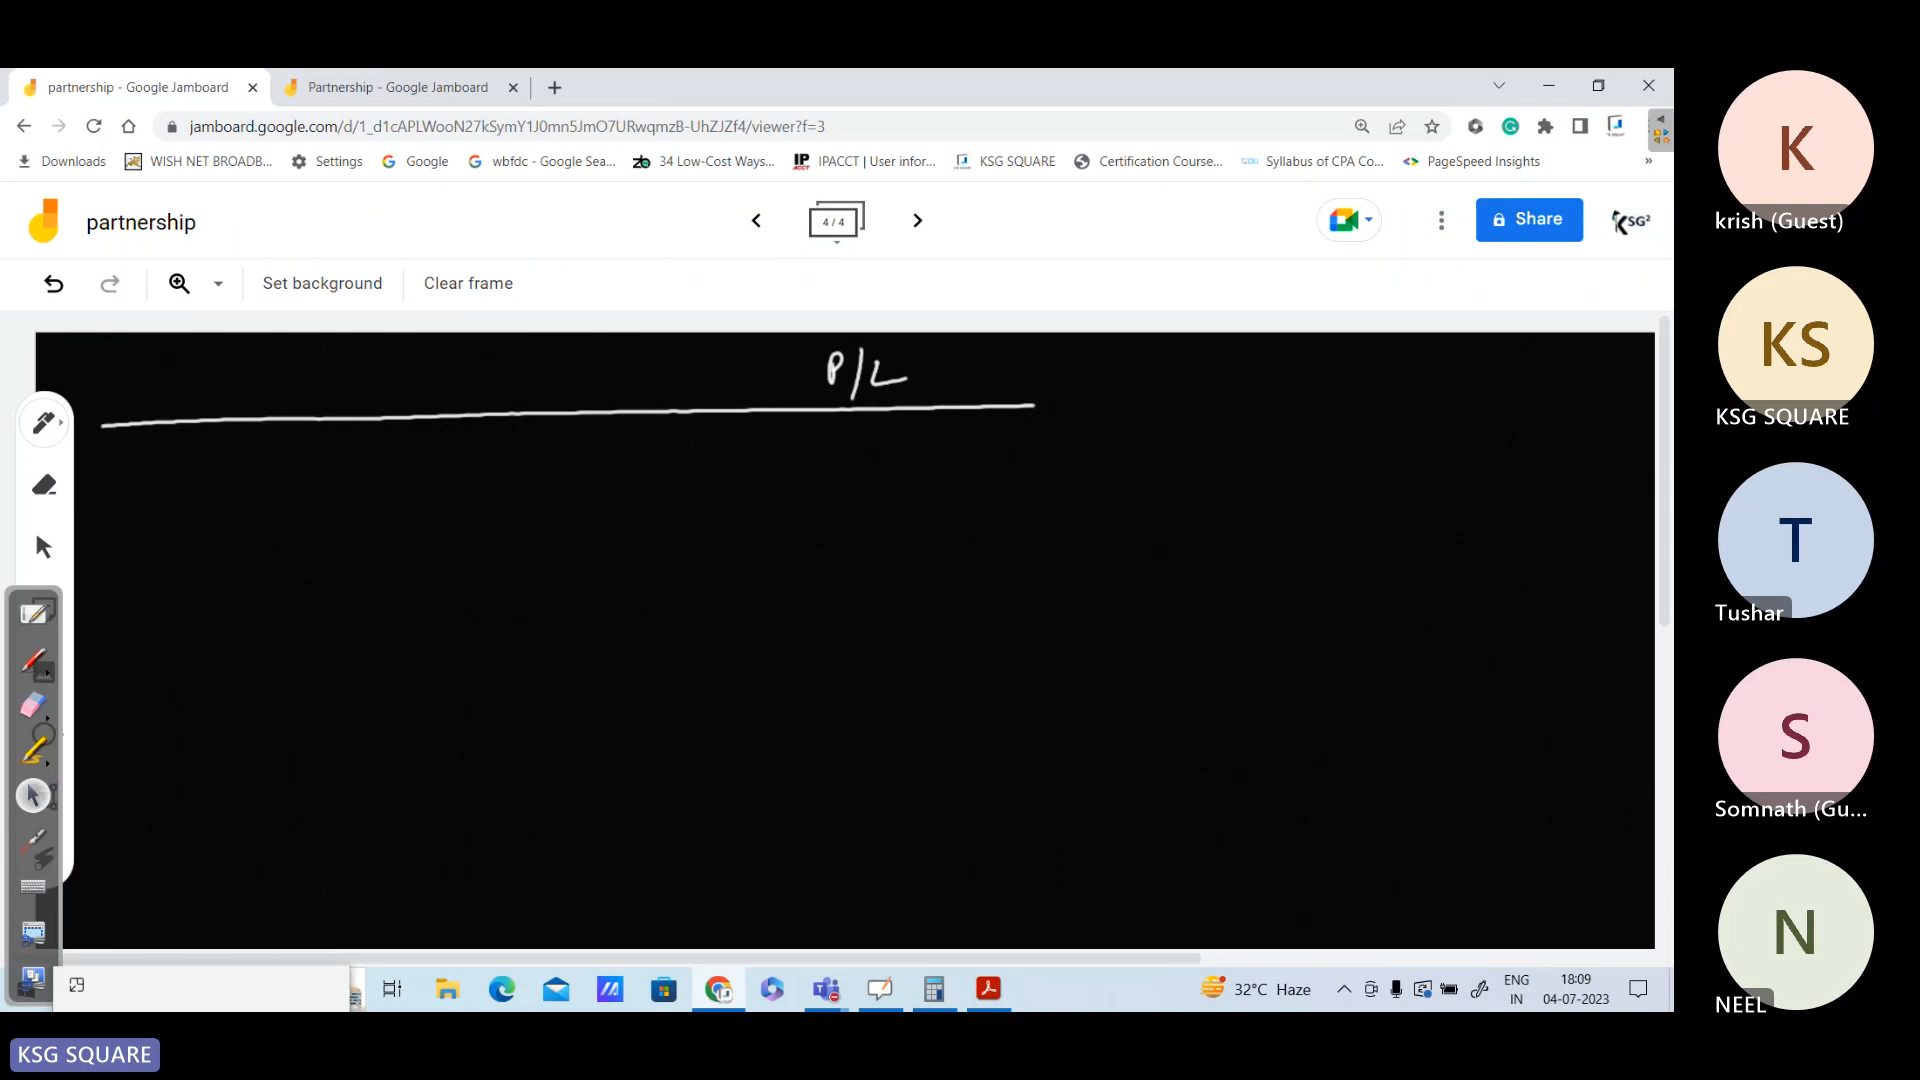 partnership - Google Jamboard
Partnership - Google Jamboard
jamboard.google.com/d/1_d1cAPLWooN27kSymY1J0mn5JmO7URwqmzB-UhZJZf4/viewer?f=3
Downloads
WISH NET BROADB...
Settings
Google
wbfdc - Google Sea...
34 Low-Cost Ways...
IPACCT | User infor...
KSG SQUARE
Certification Course...
Syllabus of CPA Co...
PageSpeed Insights
»
partnership
4 / 4
Share
KSG²
Set background
Clear frame
P/L
32°C Haze
ENG
IN
18:09
04-07-2023
K
krish (Guest)
KS
KSG SQUARE
T
Tushar
S
Somnath (Gu...
N
NEEL
KSG SQUARE